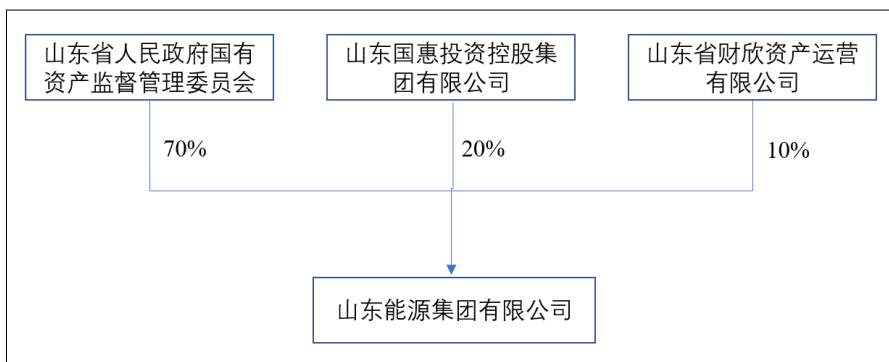 山东省人民政府国有
资产监督管理委员会
山东国惠投资控股集
团有限公司
山东省财欣资产运营
有限公司
70%
20%
10%
山东能源集团有限公司